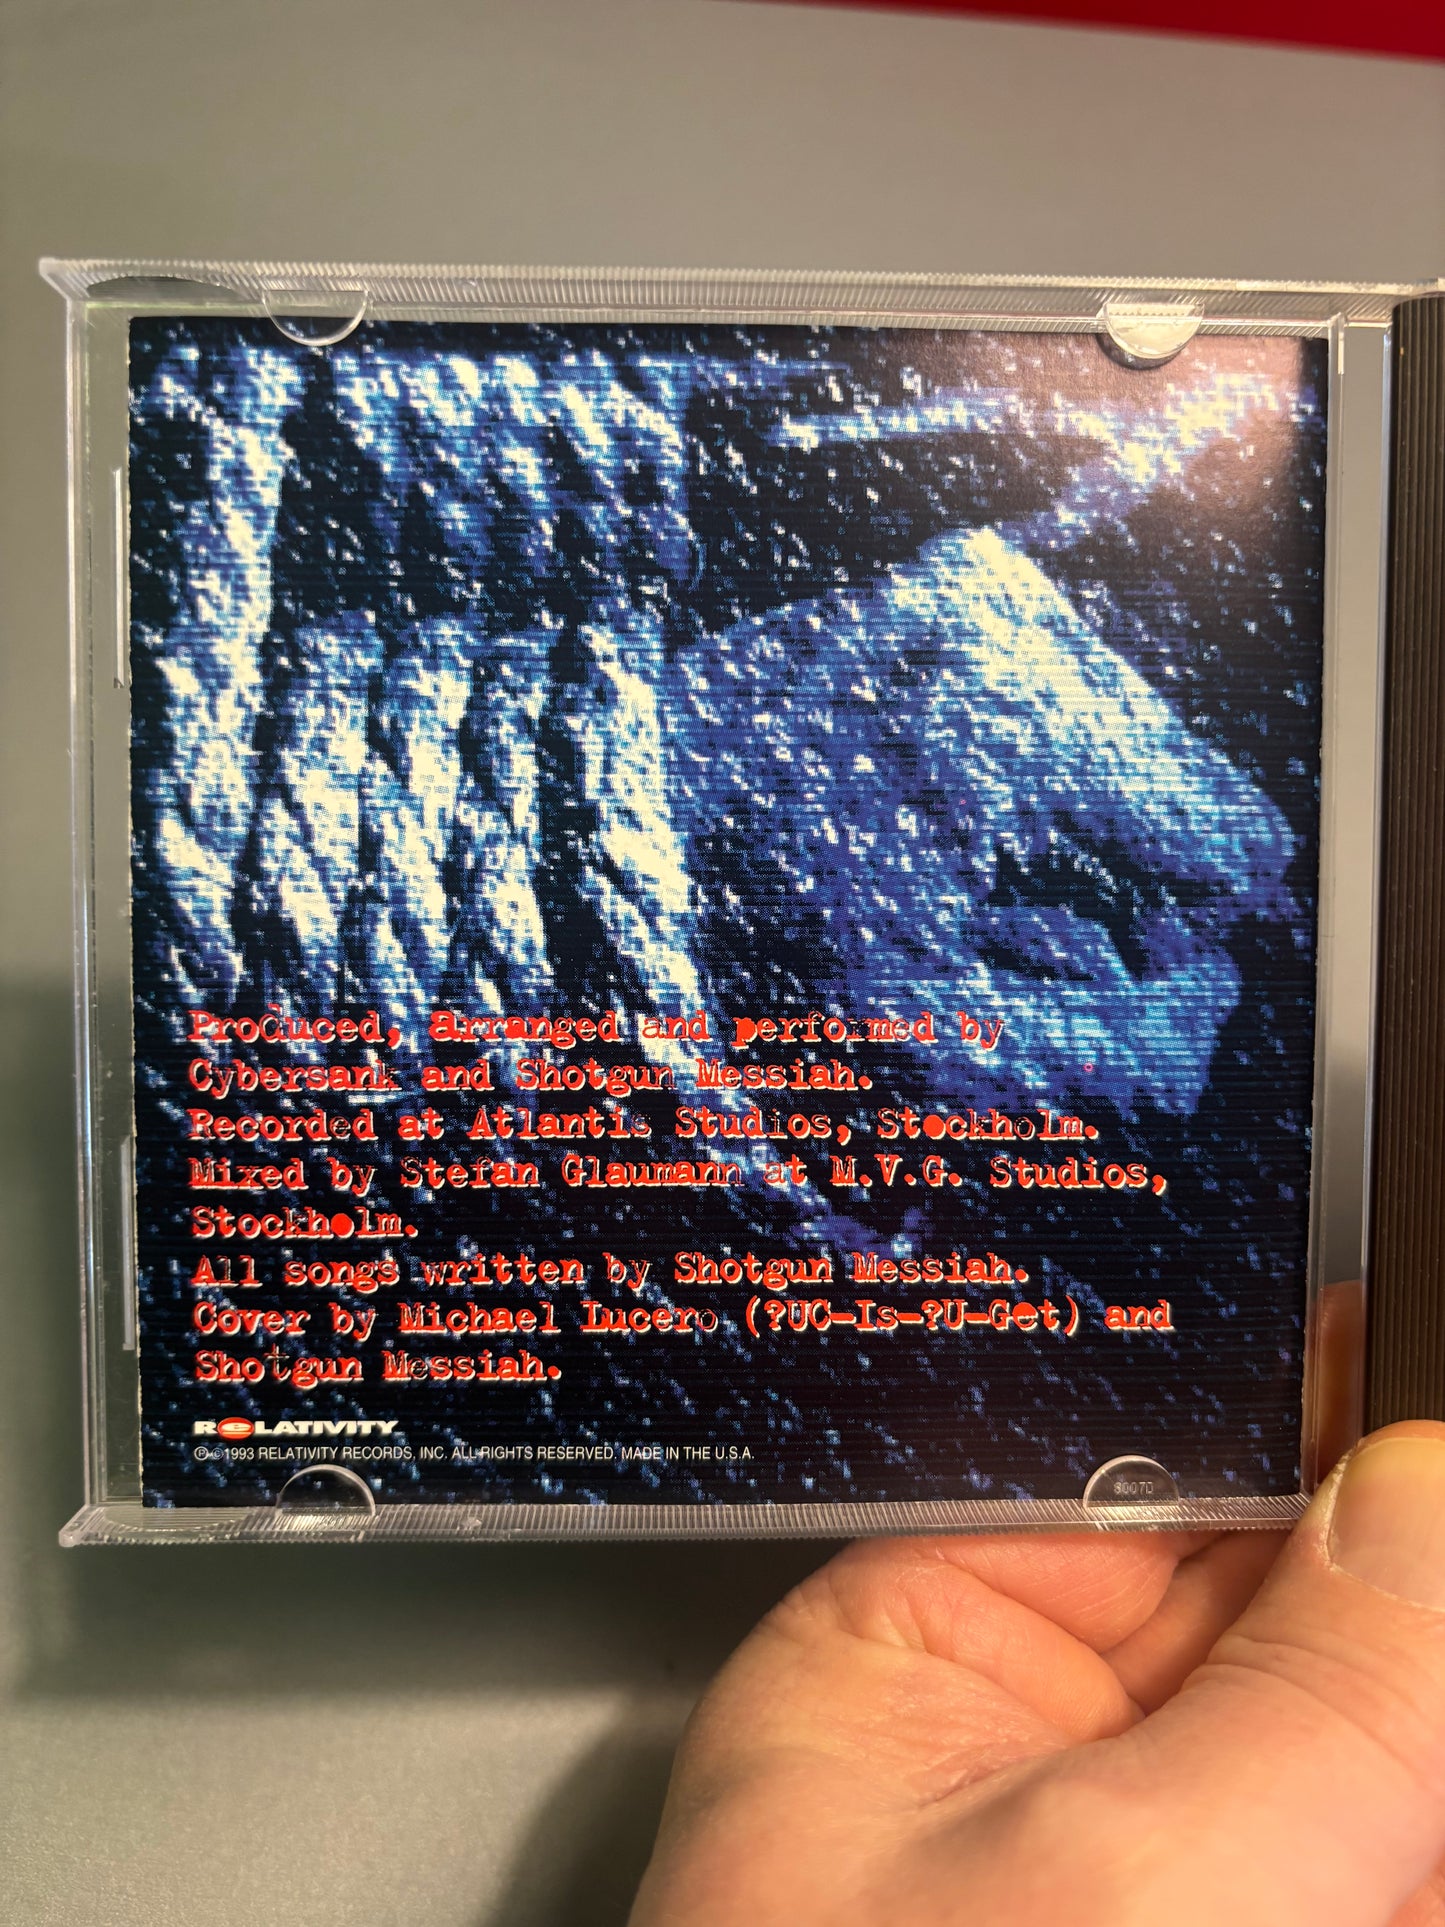 Produced, arranged and performed by
Cybersank and Shotgun Messiah.
Recorded at Atlantis Studios, Stockholm.
Mixed by Stefan Glaumann at M.V.G. Studios,
Stockholm.
All songs written by Shotgun Messiah.
Cover by Michael Lucero (?UC-Is-?U-Get) and
Shotgun Messiah.
RELATIVITY
℗©1993 RELATIVITY RECORDS, INC. ALL RIGHTS RESERVED. MADE IN THE U.S.A.